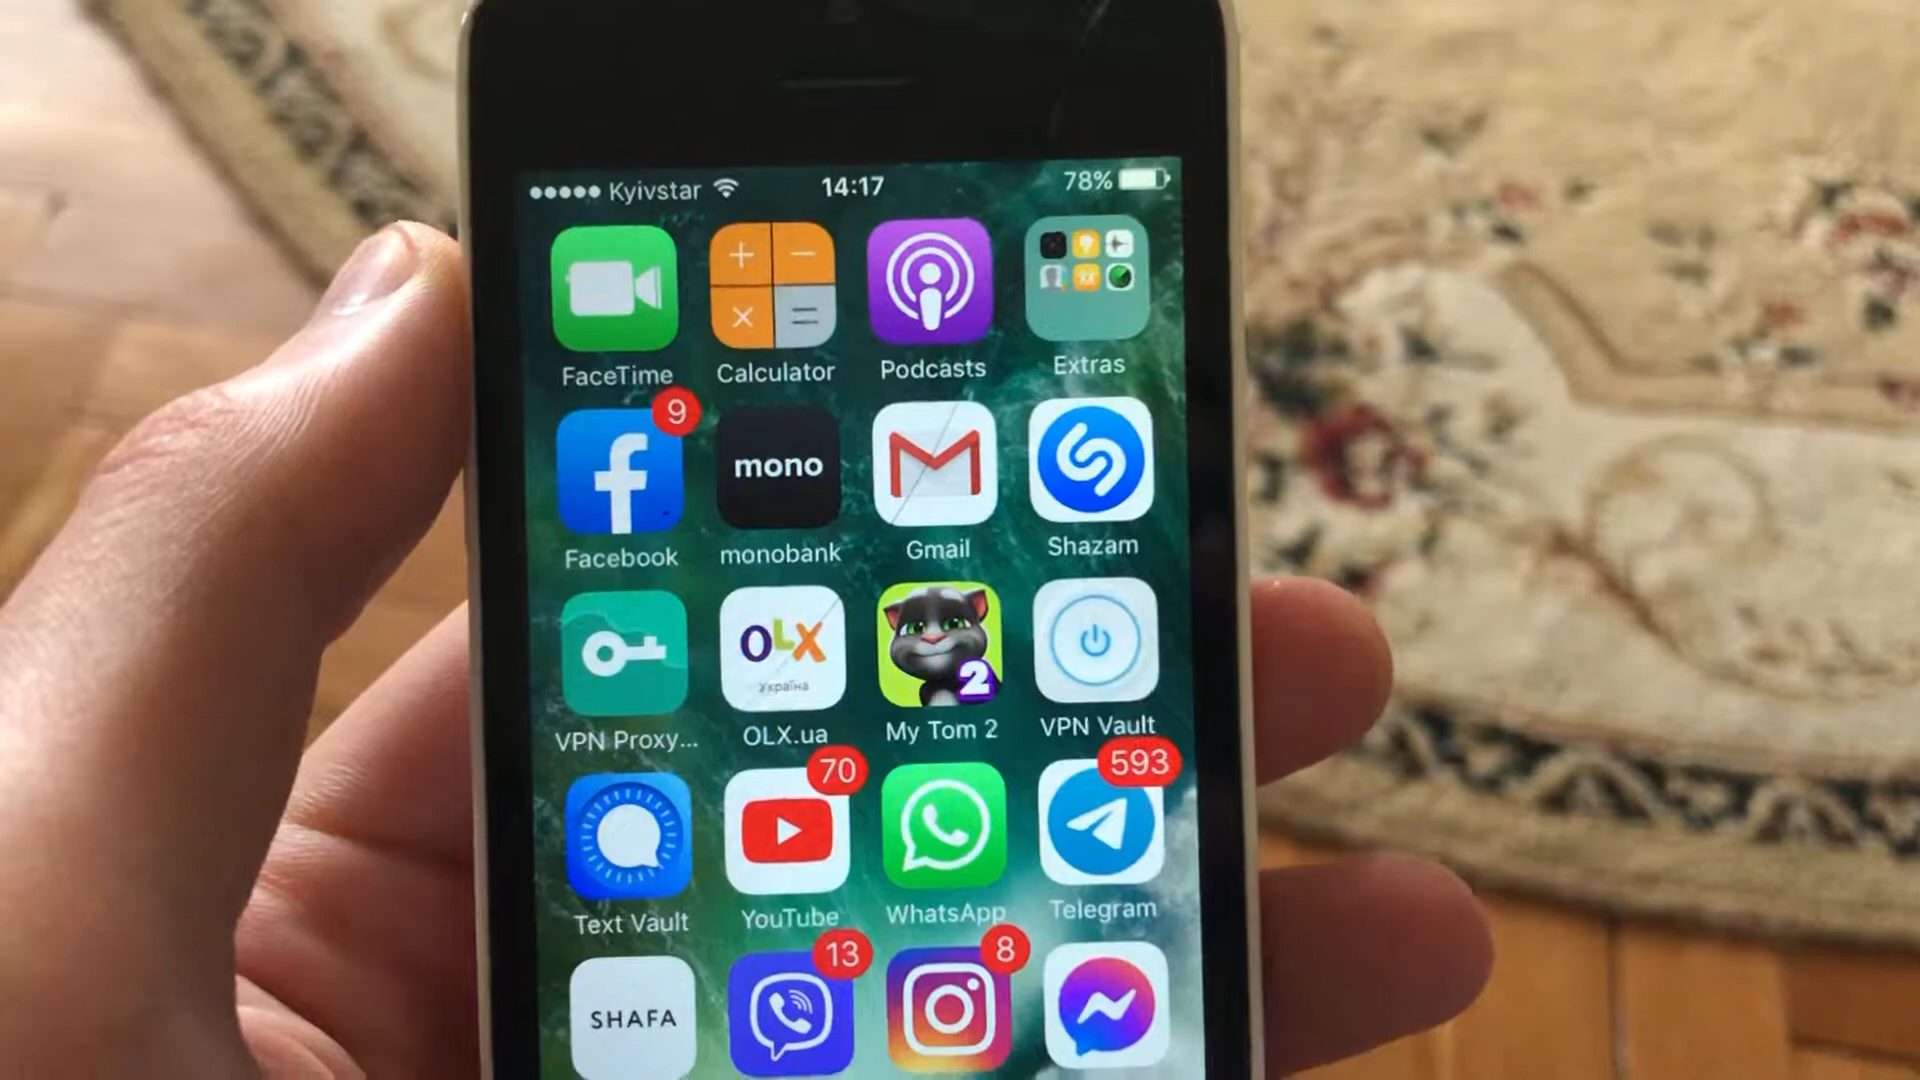 Kyivstar 14:17 78%
FaceTime Calculator Podcasts Extras
9
mono
Facebook monobank Gmail Shazam
OLX
Україна
2
VPN Proxy... OLX.ua My Tom 2 VPN Vault
70 593
Text Vault YouTube WhatsApp Telegram
13 8
SHAFA